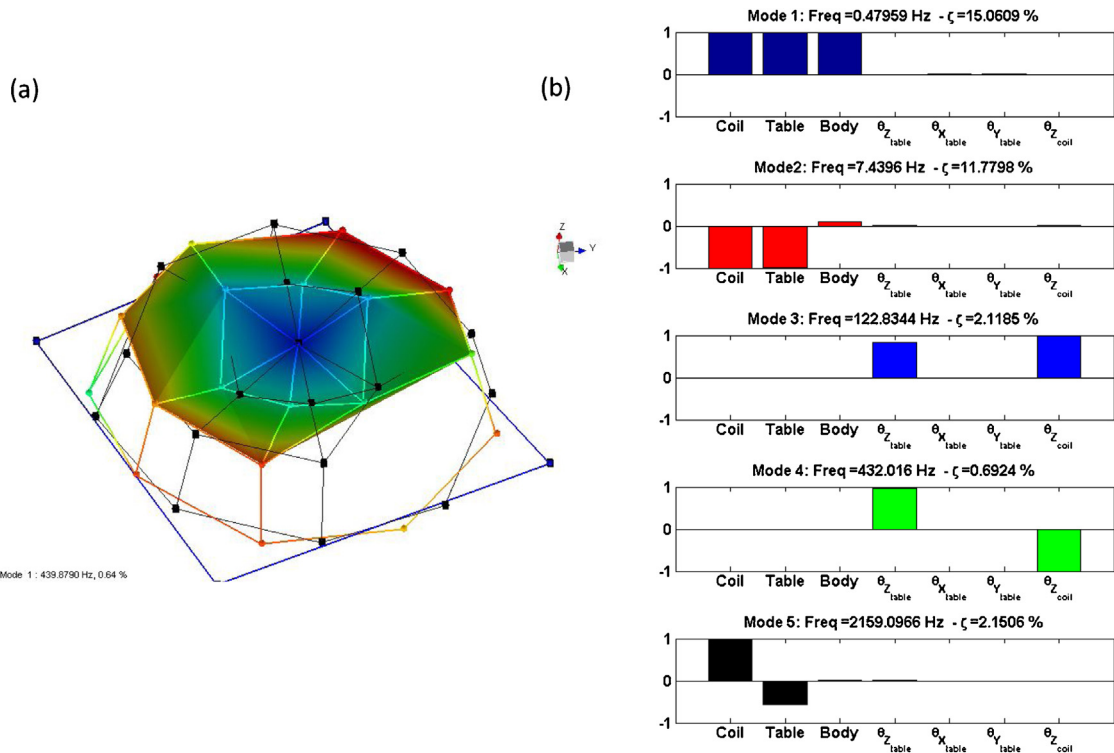 (a)
Z
Y
X
Mode 1 : 439.8790 Hz, 0.64 %
(b)
Mode 1: Freq =0.47959 Hz - ζ =15.0609 %
1
0
-1
Coil Table Body θZtable θXtable θYtable θZcoil
Mode2: Freq =7.4396 Hz - ζ =11.7798 %
1
0
-1
Coil Table Body θZtable θXtable θYtable θZcoil
Mode 3: Freq =122.8344 Hz - ζ =2.1185 %
1
0
-1
Coil Table Body θZtable θXtable θYtable θZcoil
Mode 4: Freq =432.016 Hz - ζ =0.6924 %
1
0
-1
Coil Table Body θZtable θXtable θYtable θZcoil
Mode 5: Freq =2159.0966 Hz - ζ =2.1506 %
1
0
-1
Coil Table Body θZtable θXtable θYtable θZcoil